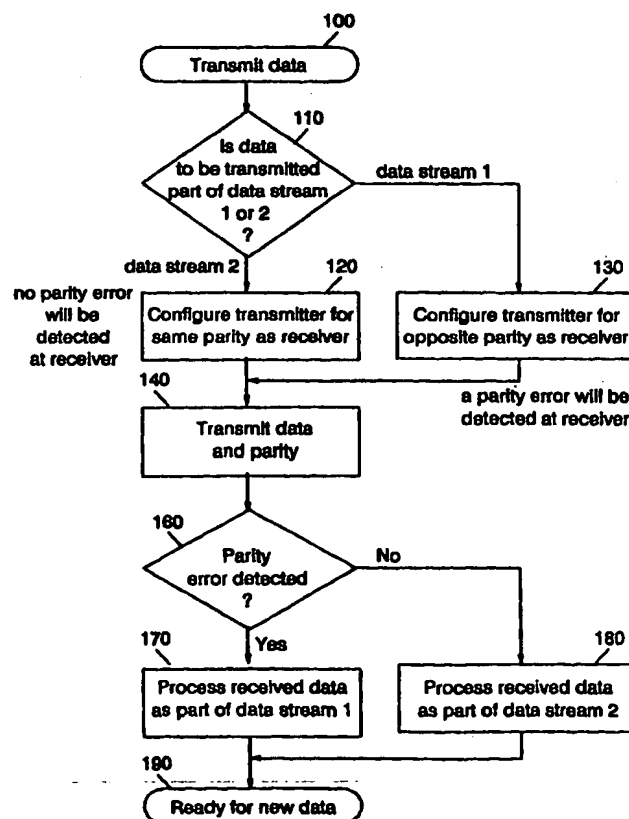 100
Transmit data
110
Is data
to be transmitted
part of data stream
1 or 2
?
data stream 1
data stream 2
no parity error
will be
detected
at receiver
120
Configure transmitter for
same parity as receiver
130
Configure transmitter for
opposite parity as receiver
a parity error will be
detected at receiver
140
Transmit data
and parity
160
Parity
error detected
?
No
Yes
170
Process received data
as part of data stream 1
180
Process received data
as part of data stream 2
190
Ready for new data